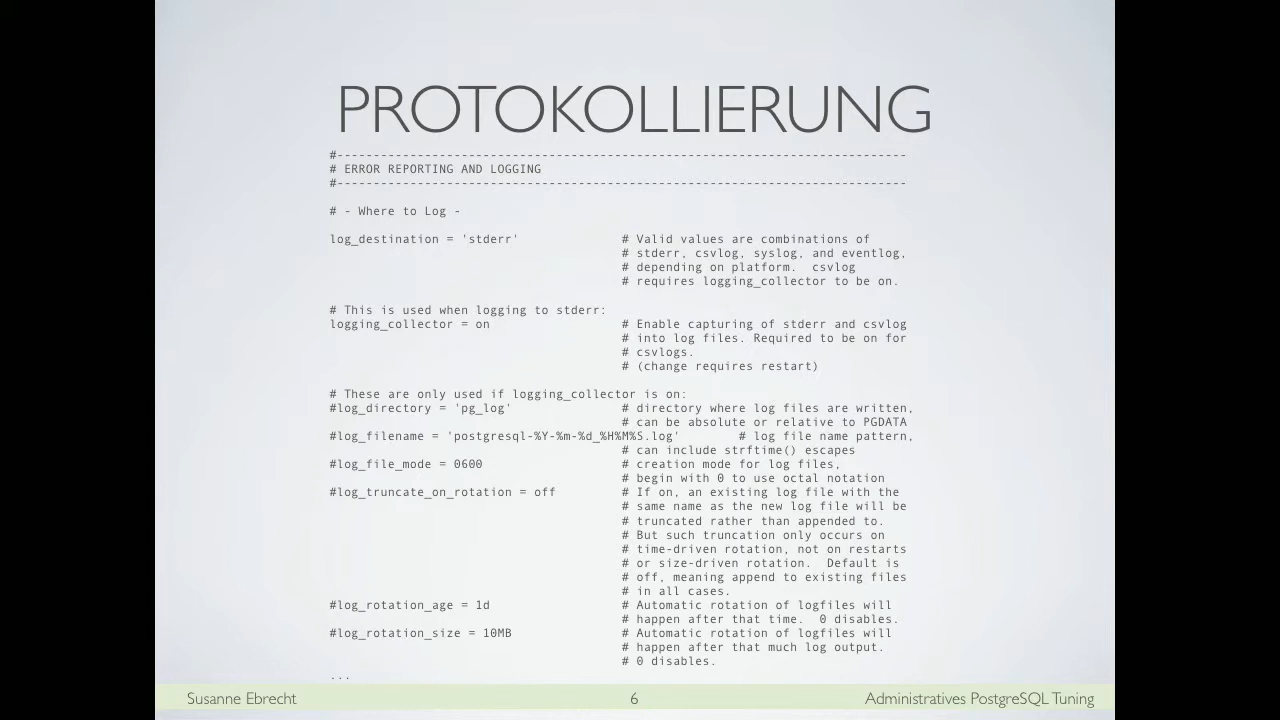 PROTOKOLLIERUNG
#------------------------------------------------------------------------------
# ERROR REPORTING AND LOGGING
#------------------------------------------------------------------------------
# - Where to Log -
log_destination = 'stderr' # Valid values are combinations of
# stderr, csvlog, syslog, and eventlog,
# depending on platform. csvlog
# requires logging_collector to be on.
# This is used when logging to stderr:
logging_collector = on # Enable capturing of stderr and csvlog
# into log files. Required to be on for
# csvlogs.
# (change requires restart)
# These are only used if logging_collector is on:
#log_directory = 'pg_log' # directory where log files are written,
# can be absolute or relative to PGDATA
#log_filename = 'postgresql-%Y-%m-%d_%H%M%S.log' # log file name pattern,
# can include strftime() escapes
#log_file_mode = 0600 # creation mode for log files,
# begin with 0 to use octal notation
#log_truncate_on_rotation = off # If on, an existing log file with the
# same name as the new log file will be
# truncated rather than appended to.
# But such truncation only occurs on
# time-driven rotation, not on restarts
# or size-driven rotation. Default is
# off, meaning append to existing files
# in all cases.
#log_rotation_age = 1d # Automatic rotation of logfiles will
# happen after that time. 0 disables.
#log_rotation_size = 10MB # Automatic rotation of logfiles will
# happen after that much log output.
# 0 disables.
...
Susanne Ebrecht 6 Administratives PostgreSQL Tuning